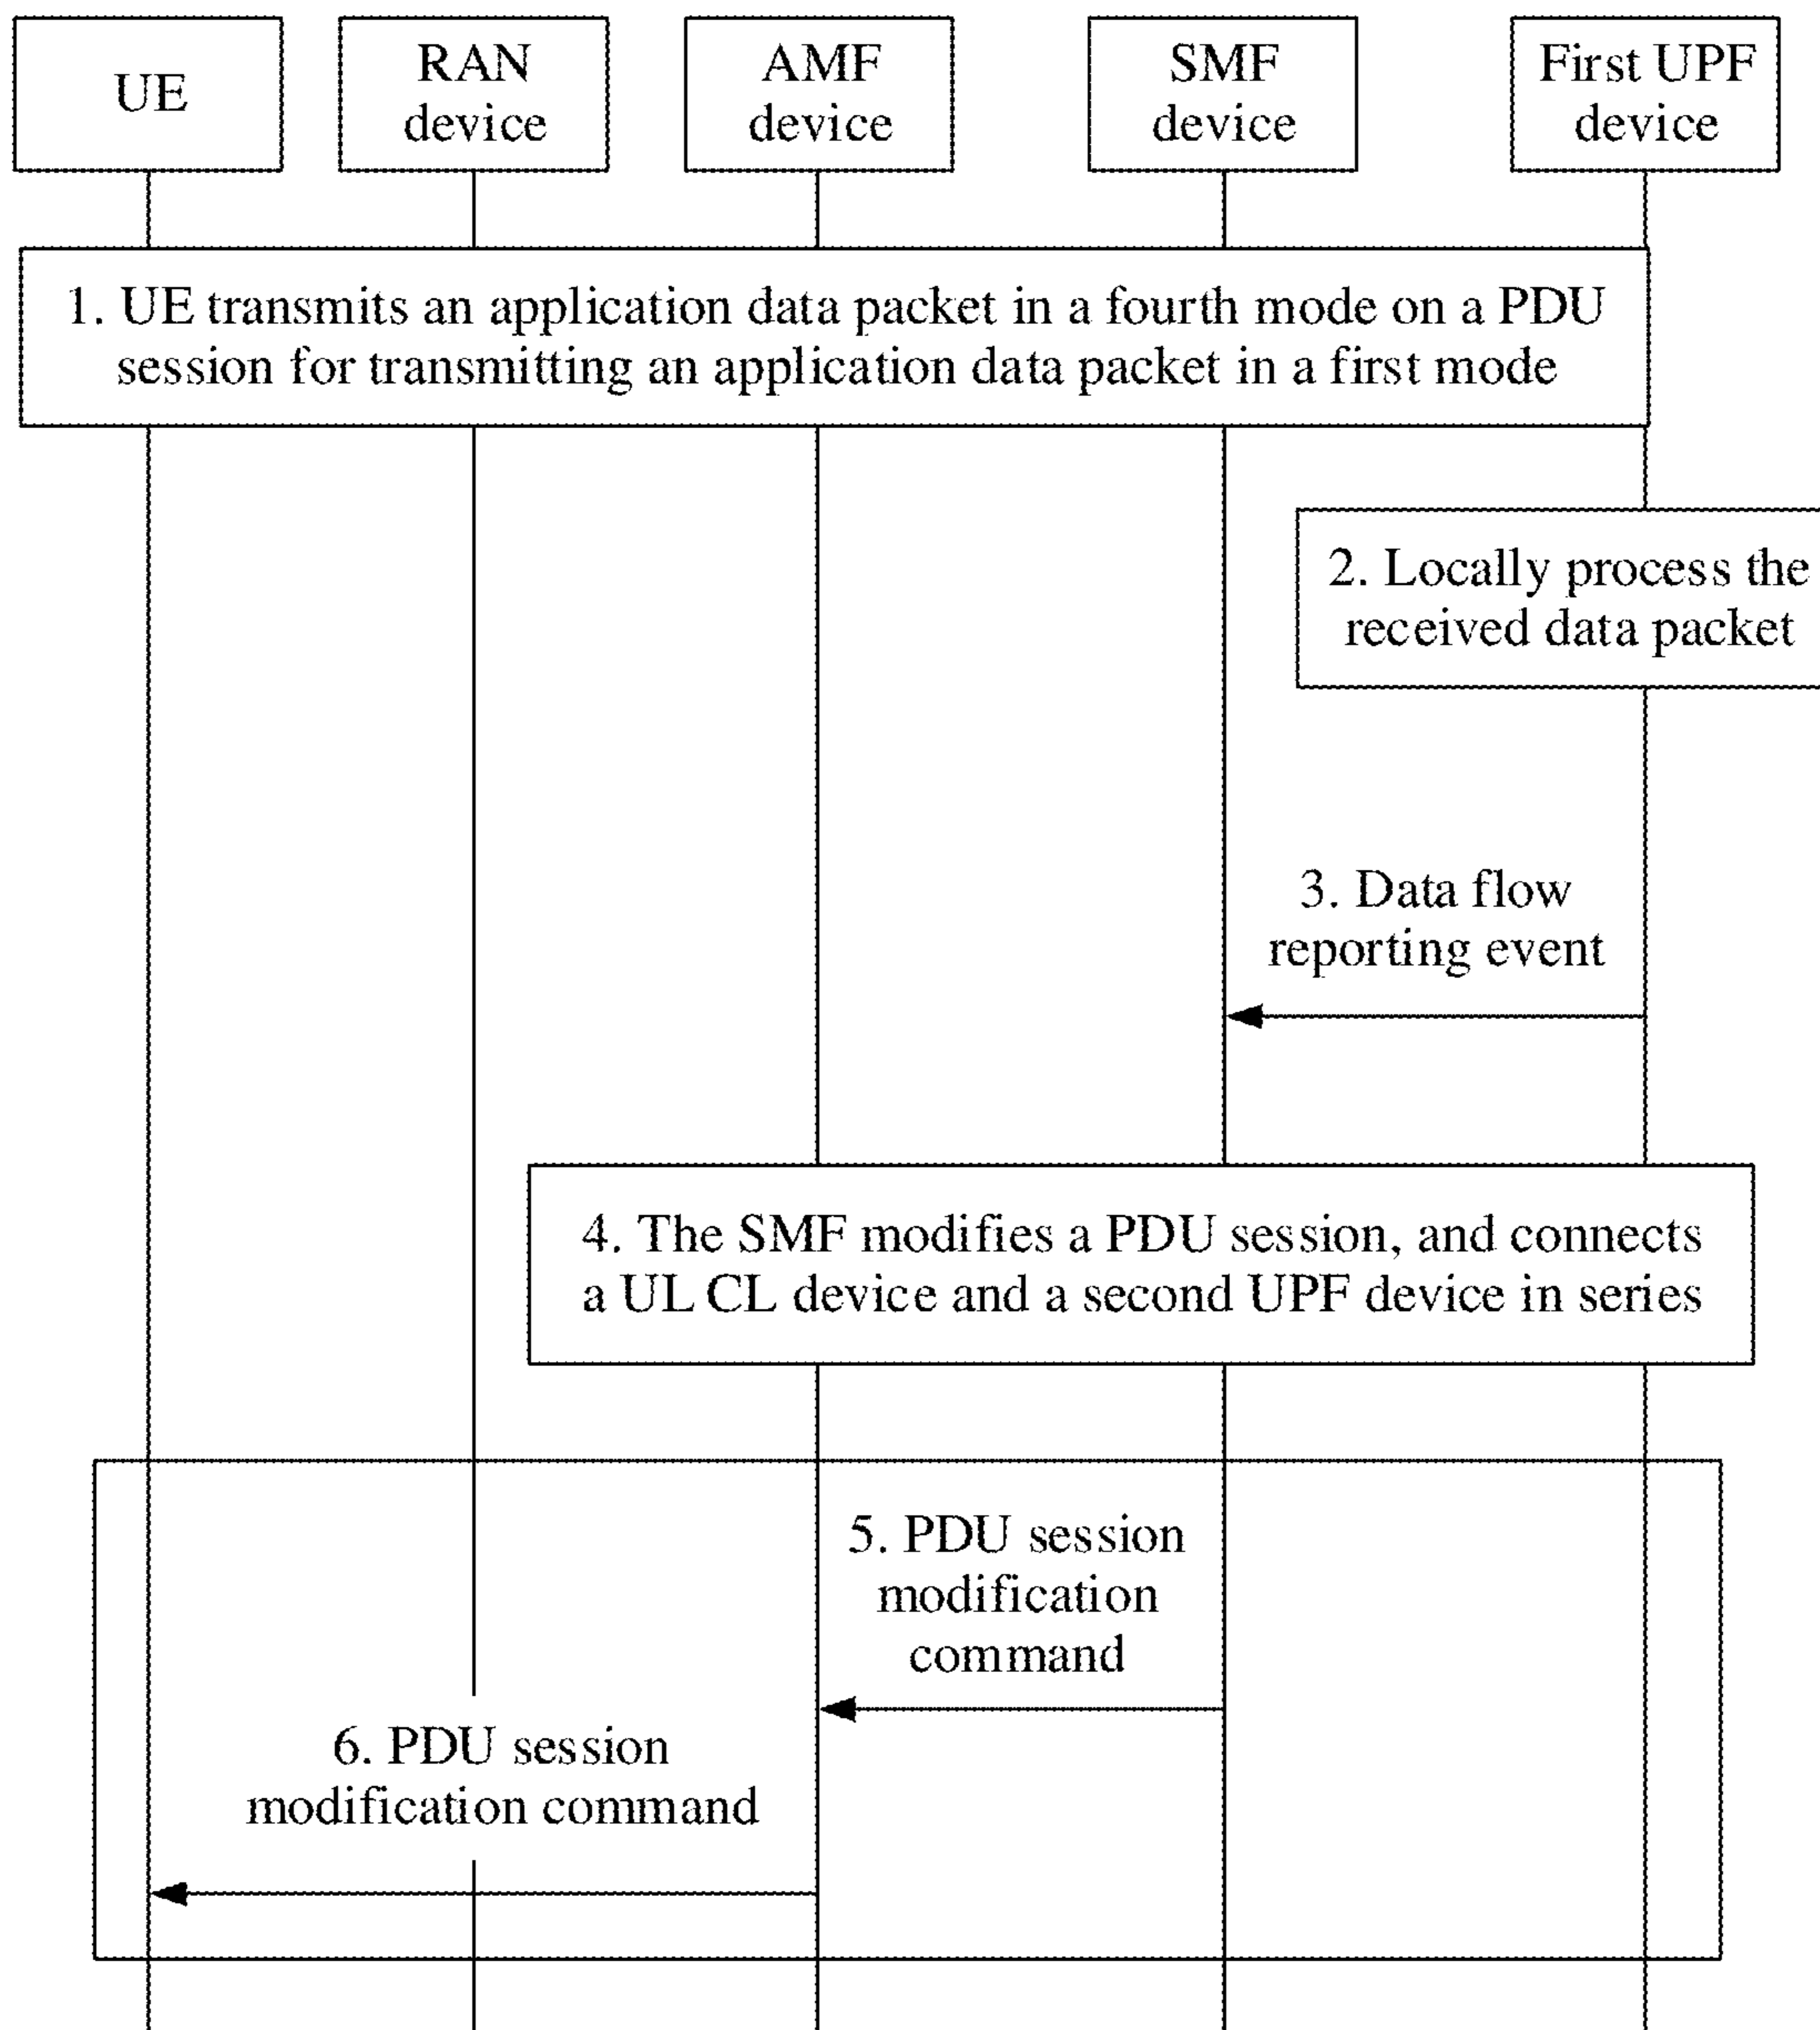 UE
RAN
device
AMF
device
SMF
device
First UPF
device
1. UE transmits an application data packet in a fourth mode on a PDU
session for transmitting an application data packet in a first mode
2. Locally process the
received data packet
3. Data flow
reporting event
4. The SMF modifies a PDU session, and connects
a UL CL device and a second UPF device in series
5. PDU session
modification
command
6. PDU session
modification command